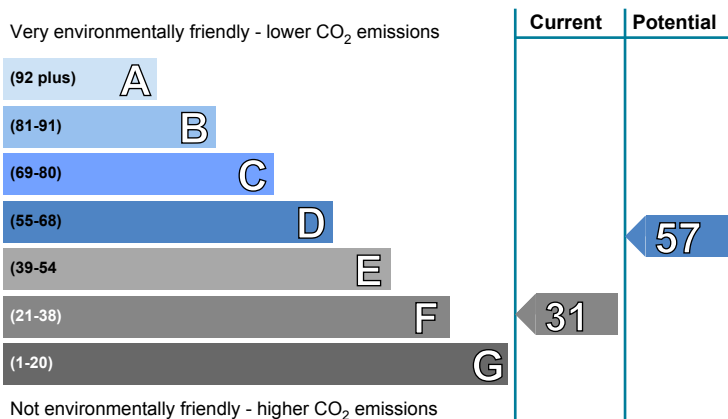 Current Potential
Very environmentally friendly - lower CO2 emissions
(92 plus) A
(81-91) B
(69-80) C
(55-68) D
57
(39-54 E
(21-38) F
31
(1-20) G
Not environmentally friendly - higher CO2 emissions